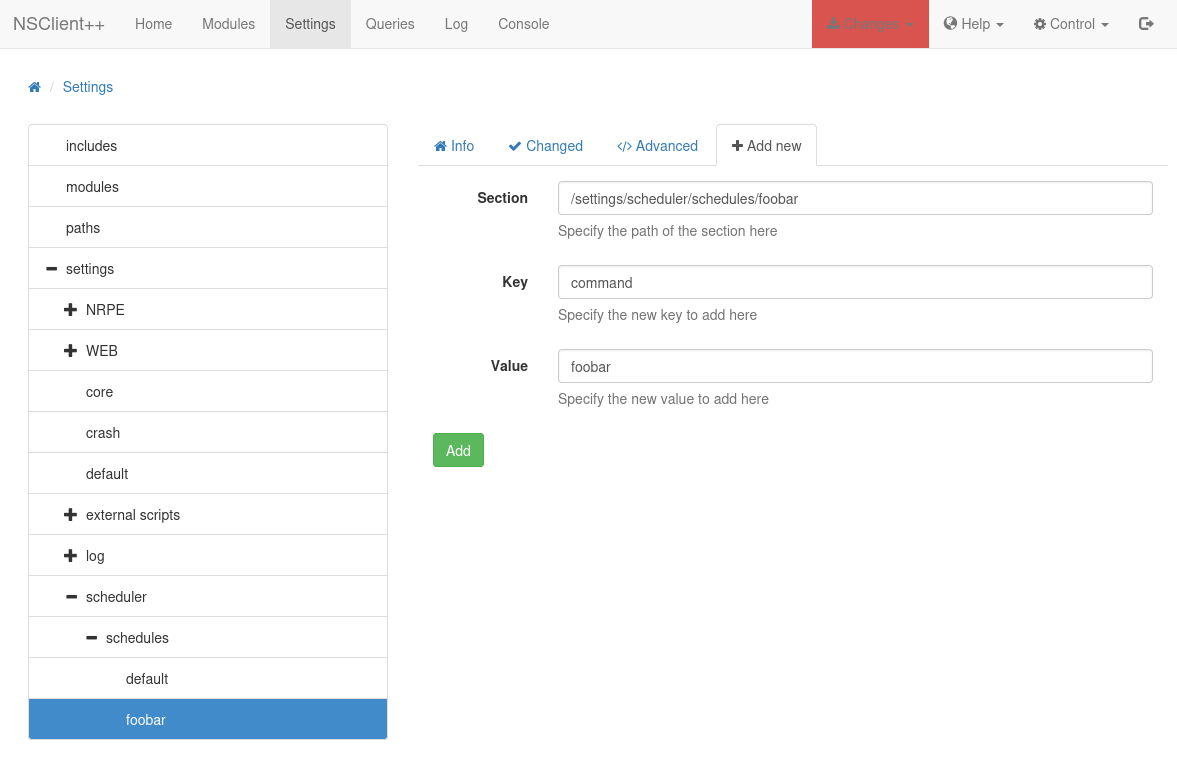 NSClient++ Home Modules Settings Queries Log Console Changes Help Control
/ Settings
includes
modules
paths
settings
NRPE
WEB
core
crash
default
external scripts
log
scheduler
schedules
default
foobar
Info Changed </> Advanced Add new
Section /settings/scheduler/schedules/foobar
Specify the path of the section here
Key command
Specify the new key to add here
Value foobar
Specify the new value to add here
Add